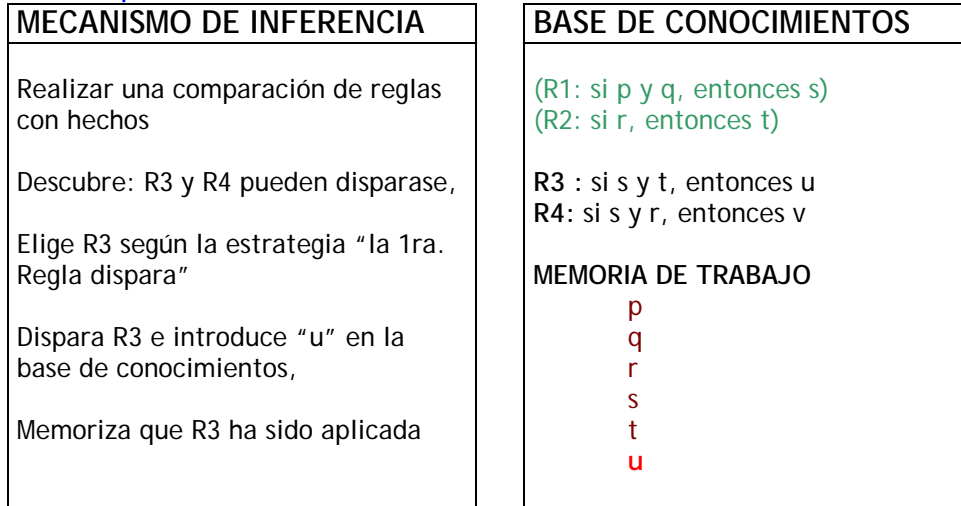 MECANISMO DE INFERENCIA
Realizar una comparación de reglas
con hechos
Descubre: R3 y R4 pueden disparase,
Elige R3 según la estrategia “la 1ra.
Regla dispara”
Dispara R3 e introduce “u” en la
base de conocimientos,
Memoriza que R3 ha sido aplicada
BASE DE CONOCIMIENTOS
(R1: si p y q, entonces s)
(R2: si r, entonces t)
R3 : si s y t, entonces u
R4: si s y r, entonces v
MEMORIA DE TRABAJO
p
q
r
s
t
u